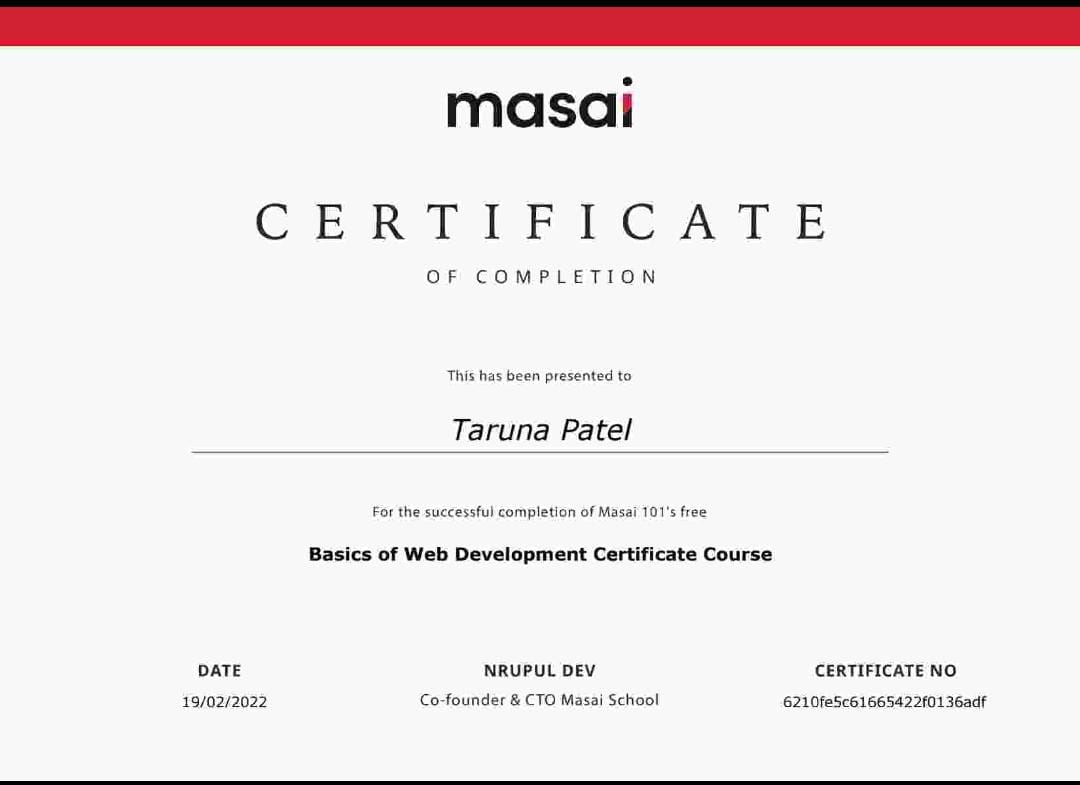 masai
CERTIFICATE
OF COMPLETION
This has been presented to
Taruna Patel
For the successful completion of Masai 101's free
Basics of Web Development Certificate Course
DATE
19/02/2022
NRUPUL DEV
Co-founder & CTO Masai School
CERTIFICATE NO
6210fe5c61665422f0136adf